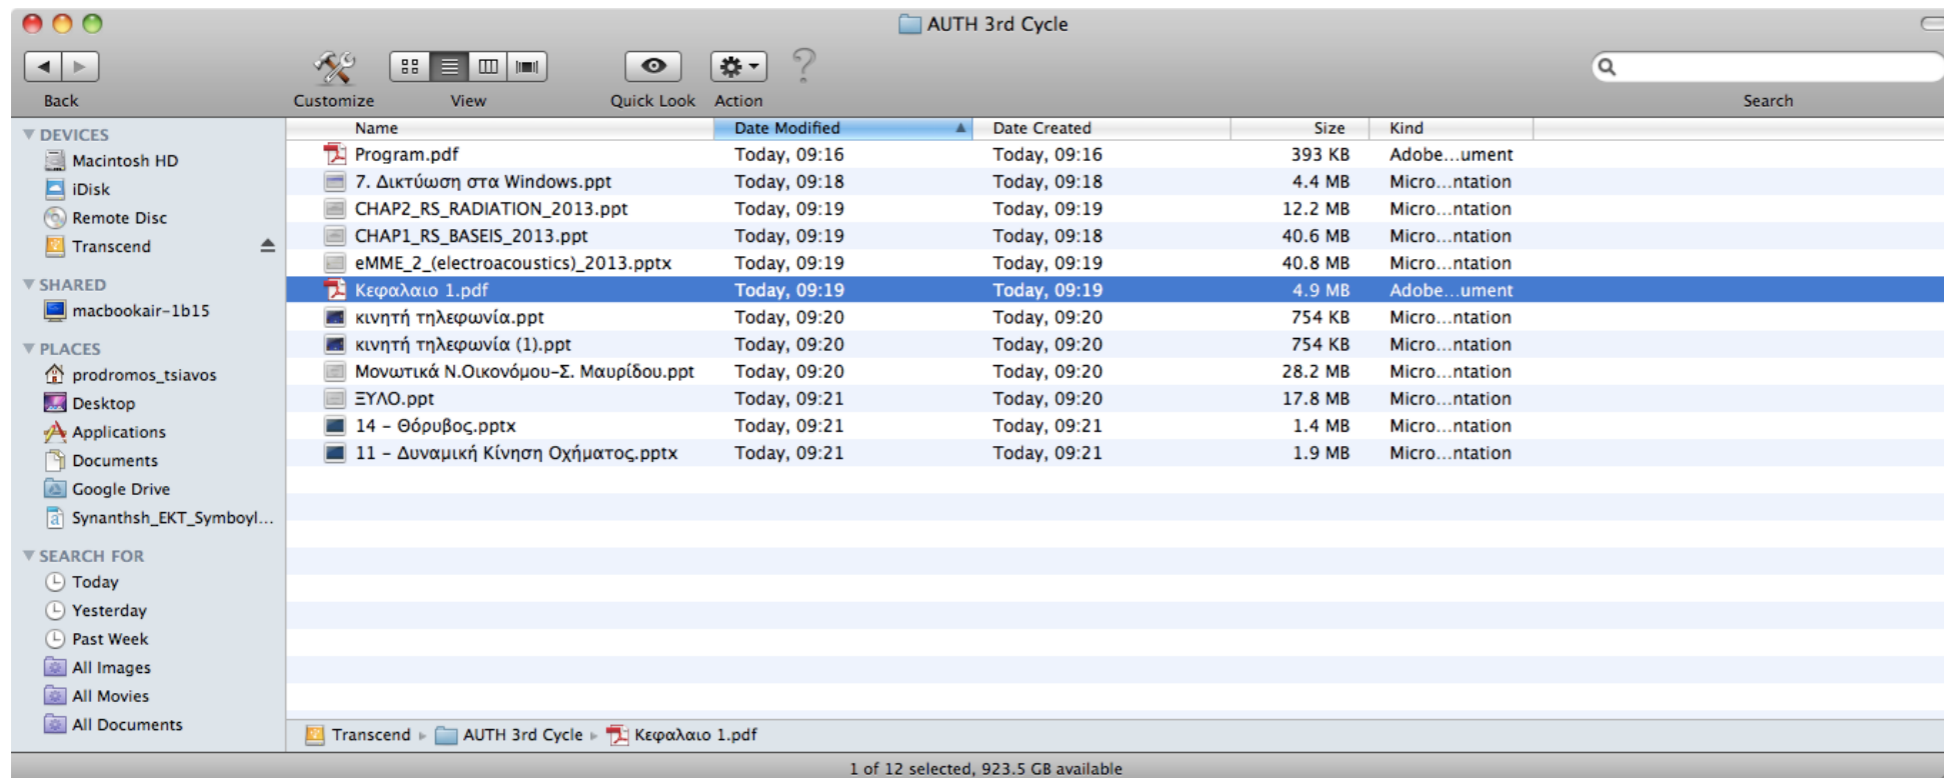 AUTH 3rd Cycle
Back Customize View Quick Look Action Search
DEVICES
Macintosh HD
iDisk
Remote Disc
Transcend
SHARED
macbookair-1b15
PLACES
prodromos_tsiavos
Desktop
Applications
Documents
Google Drive
Synanthsh_EKT_Symboyl...
SEARCH FOR
Today
Yesterday
Past Week
All Images
All Movies
All Documents
Name Date Modified Date Created Size Kind
Program.pdf Today, 09:16 Today, 09:16 393 KB Adobe...ument
7. Δικτύωση στα Windows.ppt Today, 09:18 Today, 09:18 4.4 MB Micro...ntation
CHAP2_RS_RADIATION_2013.ppt Today, 09:19 Today, 09:19 12.2 MB Micro...ntation
CHAP1_RS_BASEIS_2013.ppt Today, 09:19 Today, 09:18 40.6 MB Micro...ntation
eMME_2_(electroacoustics)_2013.pptx Today, 09:19 Today, 09:19 40.8 MB Micro...ntation
Κεφαλαιο 1.pdf Today, 09:19 Today, 09:19 4.9 MB Adobe...ument
κινητή τηλεφωνία.ppt Today, 09:20 Today, 09:20 754 KB Micro...ntation
κινητή τηλεφωνία (1).ppt Today, 09:20 Today, 09:20 754 KB Micro...ntation
Μονωτικά Ν.Οικονόμου-Σ. Μαυρίδου.ppt Today, 09:20 Today, 09:20 28.2 MB Micro...ntation
ΞΥΛΟ.ppt Today, 09:21 Today, 09:20 17.8 MB Micro...ntation
14 - Θόρυβος.pptx Today, 09:21 Today, 09:21 1.4 MB Micro...ntation
11 - Δυναμική Κίνηση Οχήματος.pptx Today, 09:21 Today, 09:21 1.9 MB Micro...ntation
Transcend ▸ AUTH 3rd Cycle ▸ Κεφαλαιο 1.pdf
1 of 12 selected, 923.5 GB available